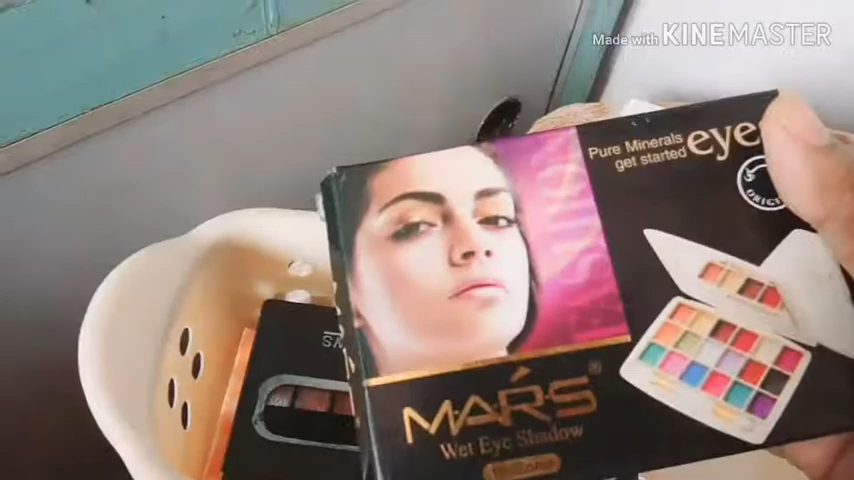 Made with KINEMASTER
Pure Minerals
get started eye
MARS®
Wet Eye Shadow